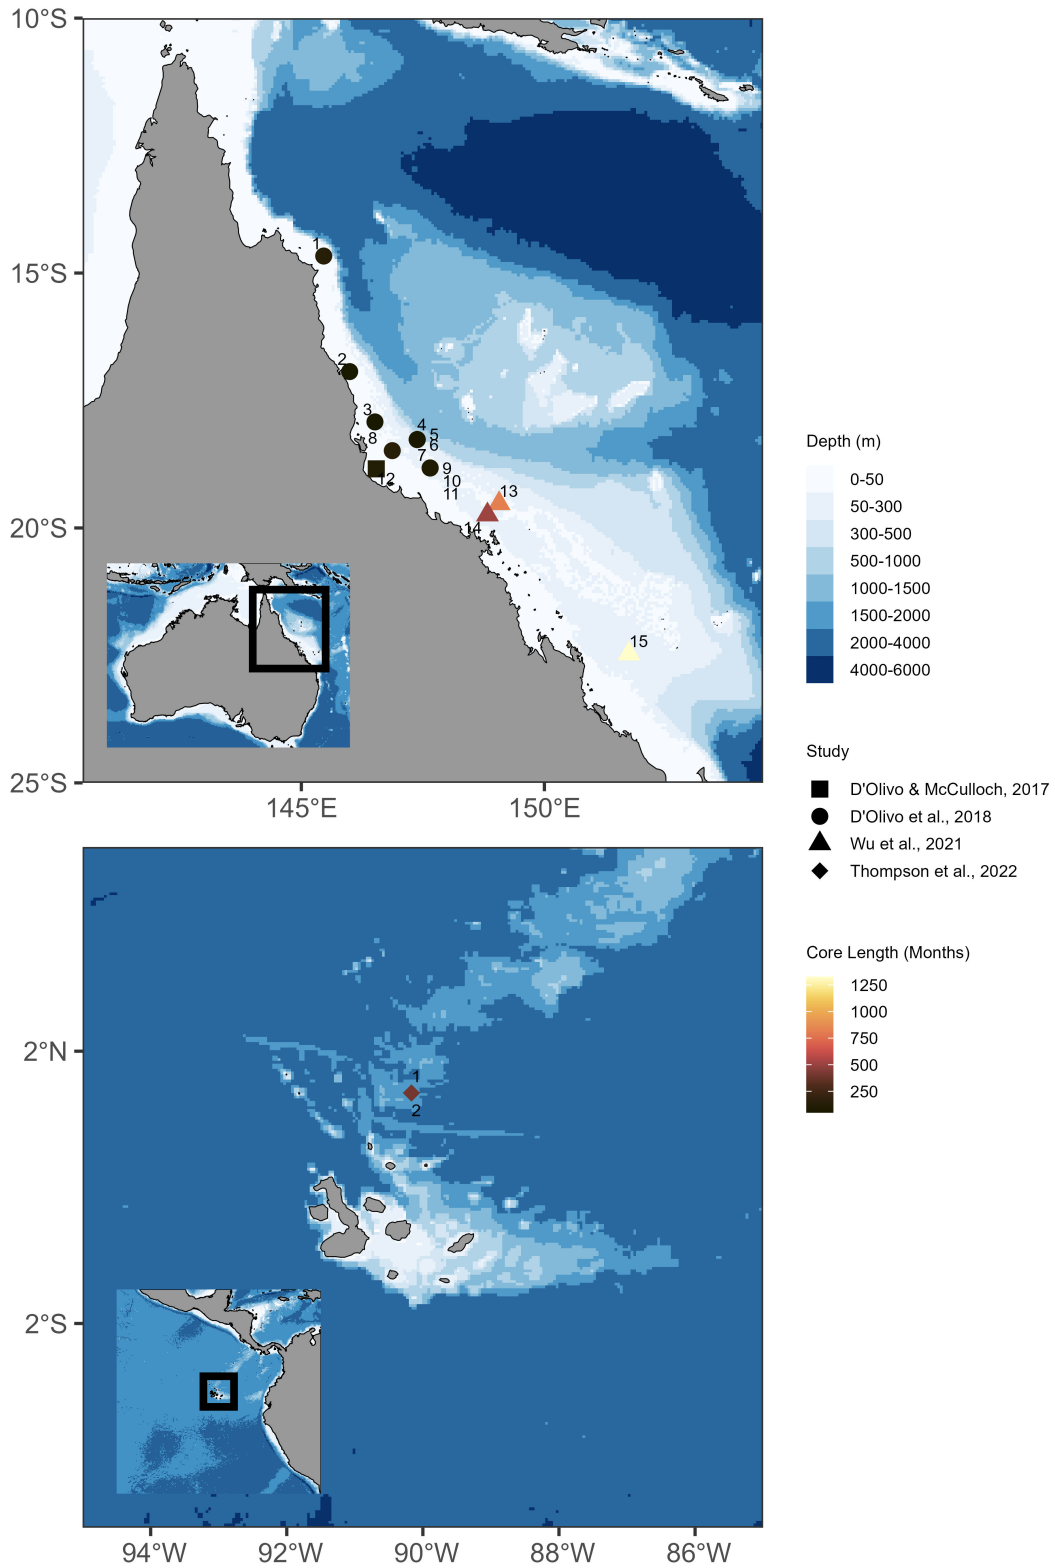 10°S
15°S
20°S
25°S
145°E
150°E
1
2
3
8
4
5
6
7
9
10
11
12
13
14
15
Depth (m)
0-50
50-300
300-500
500-1000
1000-1500
1500-2000
2000-4000
4000-6000
Study
D'Olivo & McCulloch, 2017
D'Olivo et al., 2018
Wu et al., 2021
Thompson et al., 2022
Core Length (Months)
1250
1000
750
500
250
2°N
2°S
1
2
94°W
92°W
90°W
88°W
86°W